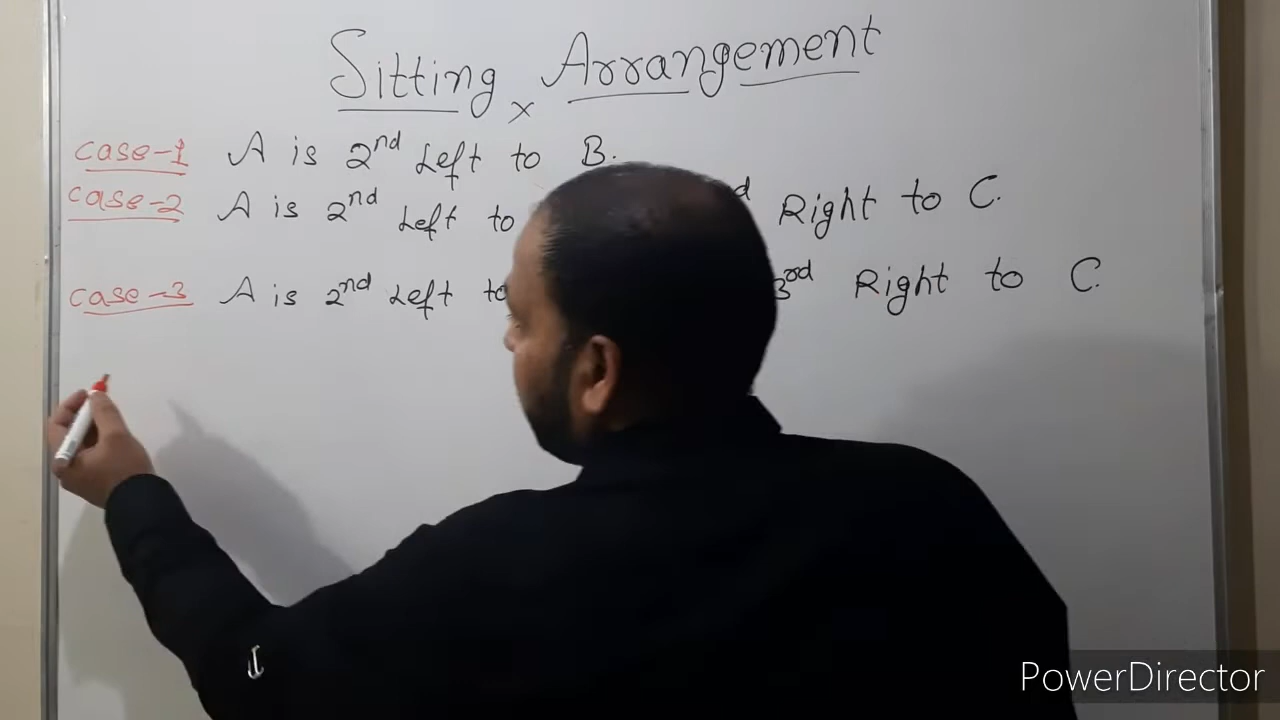 Sitting Arrangement
x
case-1 A is 2nd Left to B.
case-2 A is 2nd Left to Right to C.
case-3 A is 2nd Left to 3rd Right to C.
PowerDirector